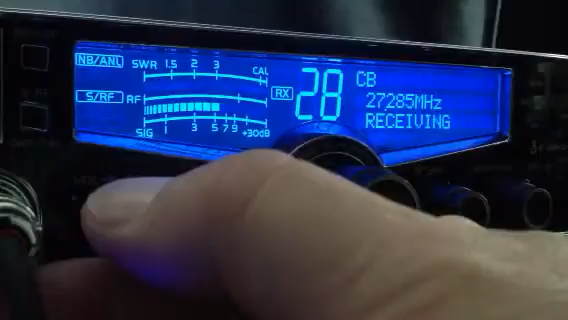 NB/ANL SWR 1.5 2 3 CAL
S/RF RF
SIG 1 3 5 7 9 +30dB
RX 28 CB
27285MHz
RECEIVING